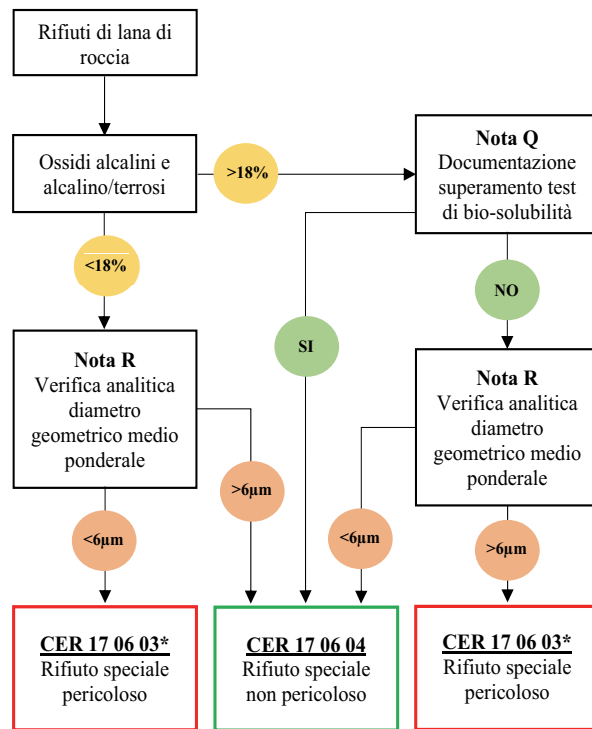 Rifiuti di lana di
roccia
Ossidi alcalini e
alcalino/terrosi
>18%
Nota Q
Documentazione
superamento test
di bio-solubilità
<18%
NO
SI
Nota R
Verifica analitica
diametro
geometrico medio
ponderale
Nota R
Verifica analitica
diametro
geometrico medio
ponderale
>6µm
<6µm
<6µm
>6µm
CER 17 06 03*
Rifiuto speciale
pericoloso
CER 17 06 04
Rifiuto speciale
non pericoloso
CER 17 06 03*
Rifiuto speciale
pericoloso